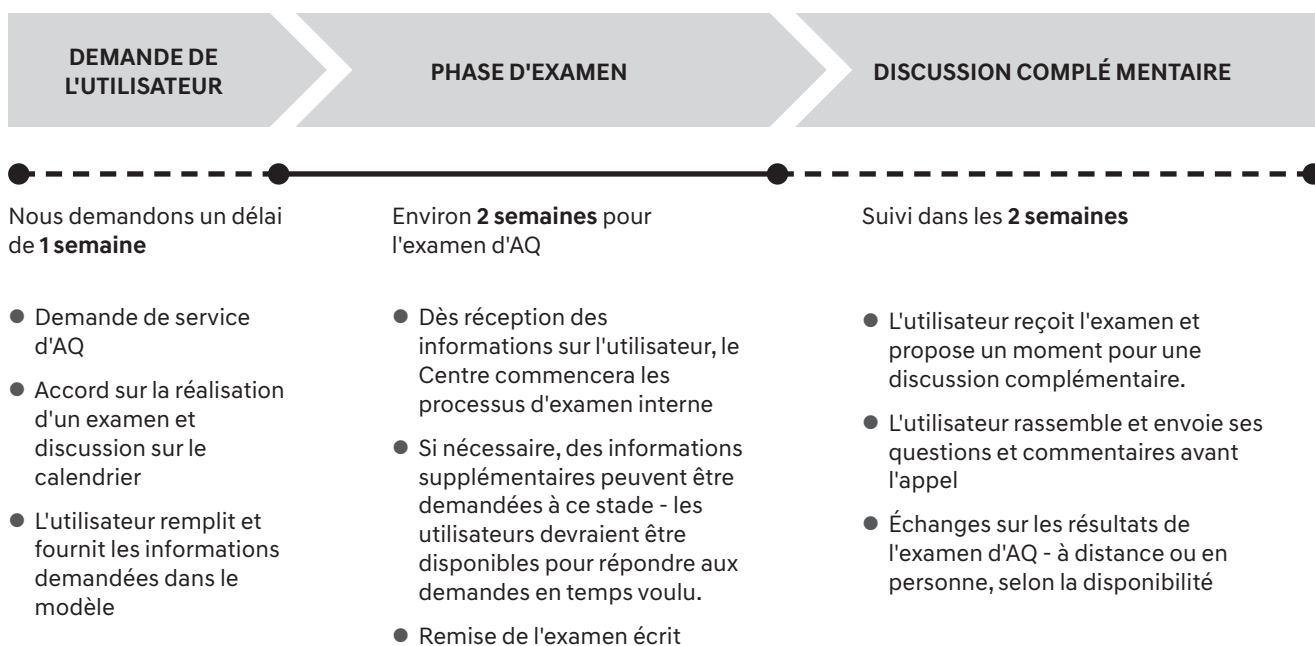 DEMANDE DE
L'UTILISATEUR
PHASE D'EXAMEN
DISCUSSION COMPLÉ MENTAIRE
Nous demandons un délai
de 1 semaine
● Demande de service
d'AQ
● Accord sur la réalisation
d'un examen et
discussion sur le
calendrier
● L'utilisateur remplit et
fournit les informations
demandées dans le
modèle
Environ 2 semaines pour
l'examen d'AQ
● Dès réception des
informations sur l'utilisateur, le
Centre commencera les
processus d'examen interne
● Si nécessaire, des informations
supplémentaires peuvent être
demandées à ce stade - les
utilisateurs devraient être
disponibles pour répondre aux
demandes en temps voulu.
● Remise de l'examen écrit
Suivi dans les 2 semaines
● L'utilisateur reçoit l'examen et
propose un moment pour une
discussion complémentaire.
● L'utilisateur rassemble et envoie ses
questions et commentaires avant
l'appel
● Échanges sur les résultats de
l'examen d'AQ - à distance ou en
personne, selon la disponibilité